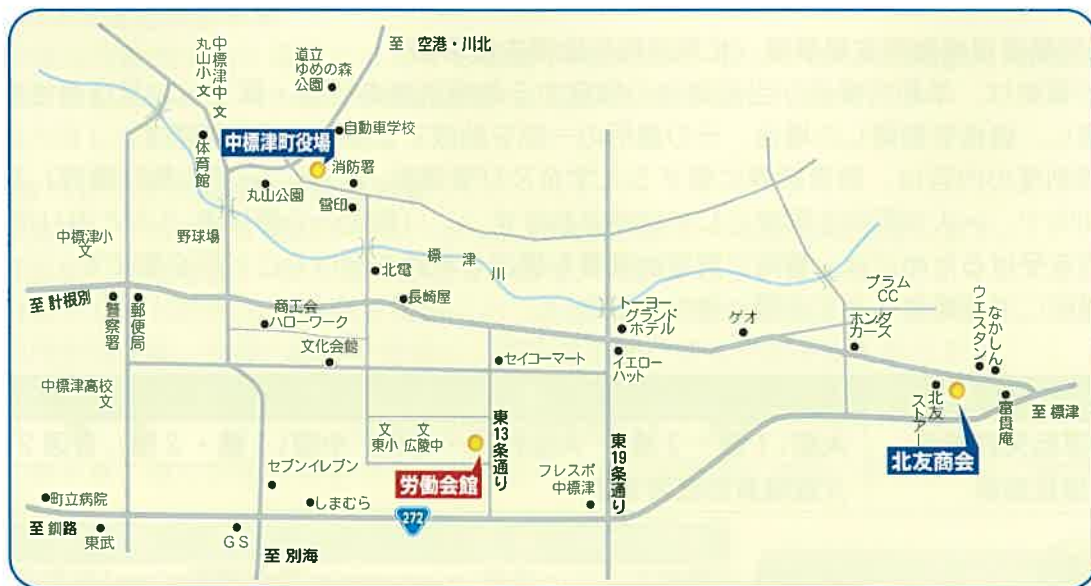 至 空港・川北
中標津中 文
丸山小 文
道立
ゆめの森
公園
自動車学校
体育館
中標津町役場
消防署
丸山公園
雪印
中標津小
文
野球場
標津川
北電
長崎屋
至 計根別
警察署
郵便局
商工会
ハローワーク
文化会館
トーヨー
グランド
ホテル
イエロー
ハット
セイコーマート
ゲオ
プラム
CC
ホンダ
カーズ
ウエスタン
なかしん
北友
ストアー
富貴庵
至 標津
北友商会
中標津高校
文
文
東小
文
広陵中
東13条通り
東19条通り
労働会館
セブンイレブン
しまむら
フレスポ
中標津
町立病院
至 釧路
東武
GS
272
至 別海